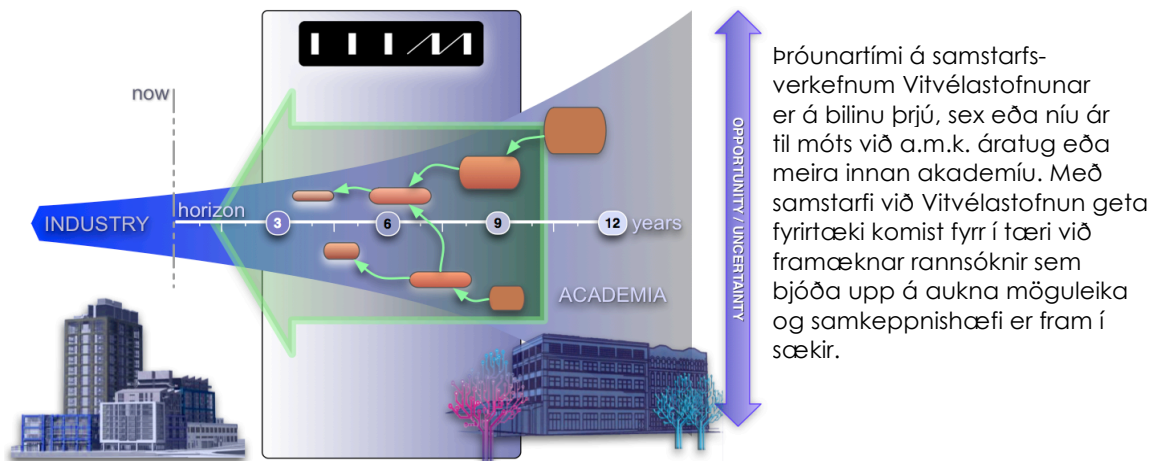 IIIM
now
INDUSTRY
horizon
3
6
9
12
years
ACADEMIA
OPPORTUNITY / UNCERTAINTY
Þróunartími á samstarfs-
verkefnum Vitvélastofnunar
er á bilinu þrjú, sex eða níu ár
til móts við a.m.k. áratug eða
meira innan akademíu. Með
samstarfi við Vitvélastofnun geta
fyrirtæki komist fyrr í tæri við
framæknar rannsóknir sem
bjóða upp á aukna möguleika
og samkeppnishæfi er fram í
sækir.